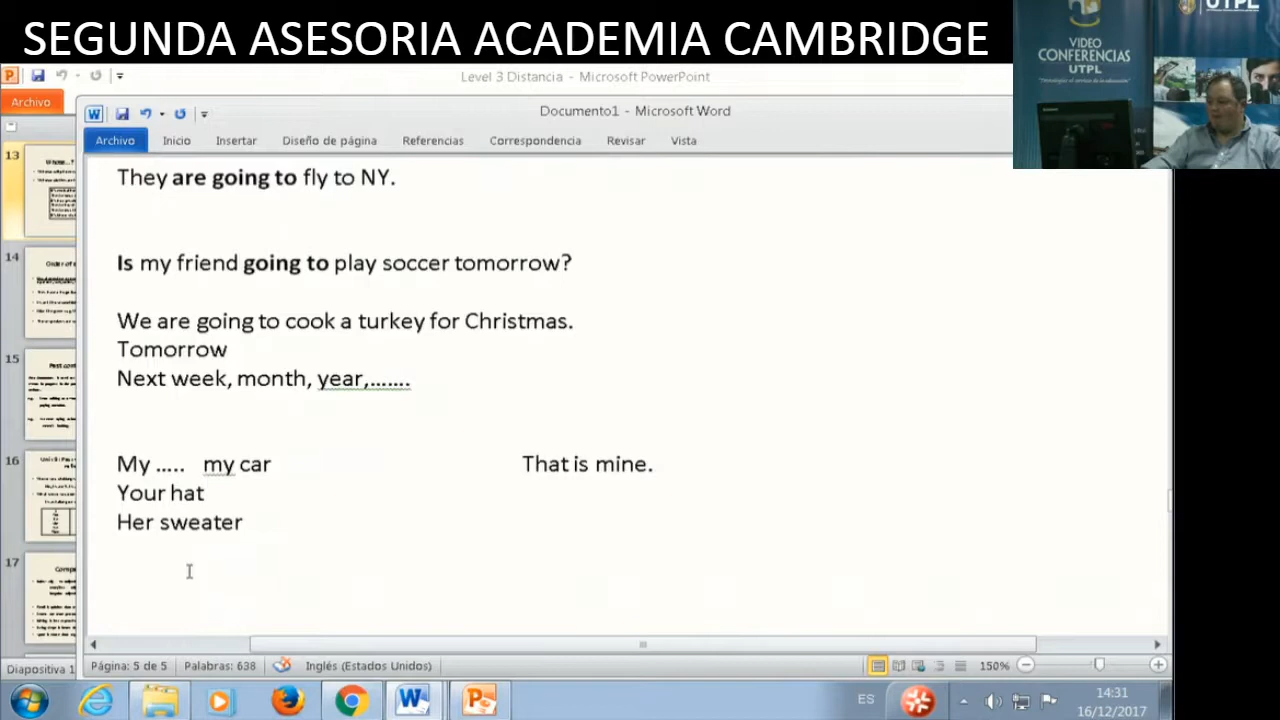 SEGUNDA ASESORIA ACADEMIA CAMBRIDGE
UTPL
VIDEO
CONFERENCIAS
UTPL
Level 3 Distancia - Microsoft PowerPoint
Archivo
Documento1 - Microsoft Word
Archivo Inicio Insertar Diseño de página Referencias Correspondencia Revisar Vista
13
They are going to fly to NY.
14
Is my friend going to play soccer tomorrow?
We are going to cook a turkey for Christmas.
Tomorrow
15
Next week, month, year,.......
16
My ..... my car That is mine.
Your hat
Her sweater
17
Diapositiva 1
Página: 5 de 5 Palabras: 638 Inglés (Estados Unidos) 150%
ES 14:31
16/12/2017